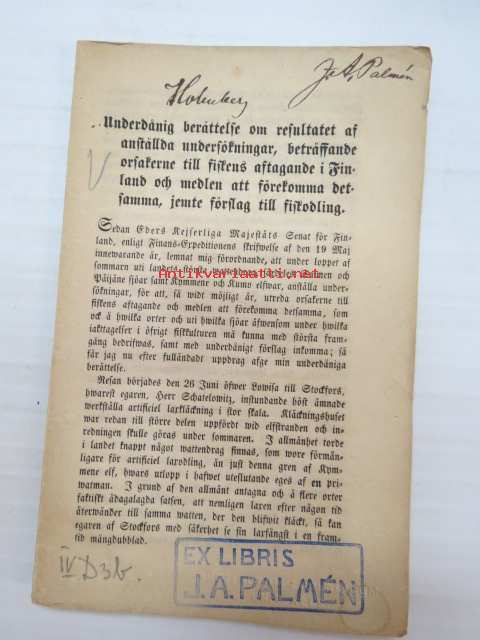 J. A. Palmén
Holmberg
Underdånig berättelse om resultatet af
anställda undersökningar, beträffande
orsakerne till fiskens aftagande i Fin-
land och medlen att förekomma det-
samma, jemte förslag till fiskodling.
Sedan Eders Kejserliga Majestäts Senat för Fin-
land, enligt Finans-Expeditionens skrifwelse af den 19 Maj
innewarande år, lemnat mig förordnande, att under loppet af
sommarn uti landets största wattendrag, såsom Saimen och
Päijäne sjöar samt Kymmene och Kumo elfwar, anställa under-
sökningar, för att, så widt möjligt är, utreda orsakerne till
fiskens aftagande och medlen att förekomma detsamma, som
ock å hwilka orter och uti hwilka sjöar äfwensom under hwilka
iakttagelser i öfrigt fiskkulturen må kunna med största fram-
gång bedrifwas, samt med underdånigt förslag inkomma; så
får jag nu efter fulländadt uppdrag afge min underdåniga
berättelse.
Resan börjades den 26 Juni öfwer Lowisa till Stockfors,
hwarest egaren, Herr Schatelowitz, instundande höst ämnade
werkställa artificiel laxkläckning i stor skala. Kläckningshuset
war redan till större delen uppfördt wid elfstranden och in-
redningen skulle göras under sommaren. I allmänhet torde
i landet knappt något wattendrag finnas, som wore förmån-
ligare för artificiel laxodling, än just denna gren af Kym-
mene elf, hwars utlopp i hafwet uteslutande eges af en pri-
watman. I grund af den allmänt antagna och å flere orter
faktiskt ådagalagda satsen, att nemligen laxen efter någon tid
återwänder till samma watten, der den blifwit kläckt, så kan
egaren af Stockfors med säkerhet se sin laxfångst i en fram-
tid mångdubblad.
Antikvariaatti.net
IV D3b.
EX LIBRIS
J. A. PALMÉN